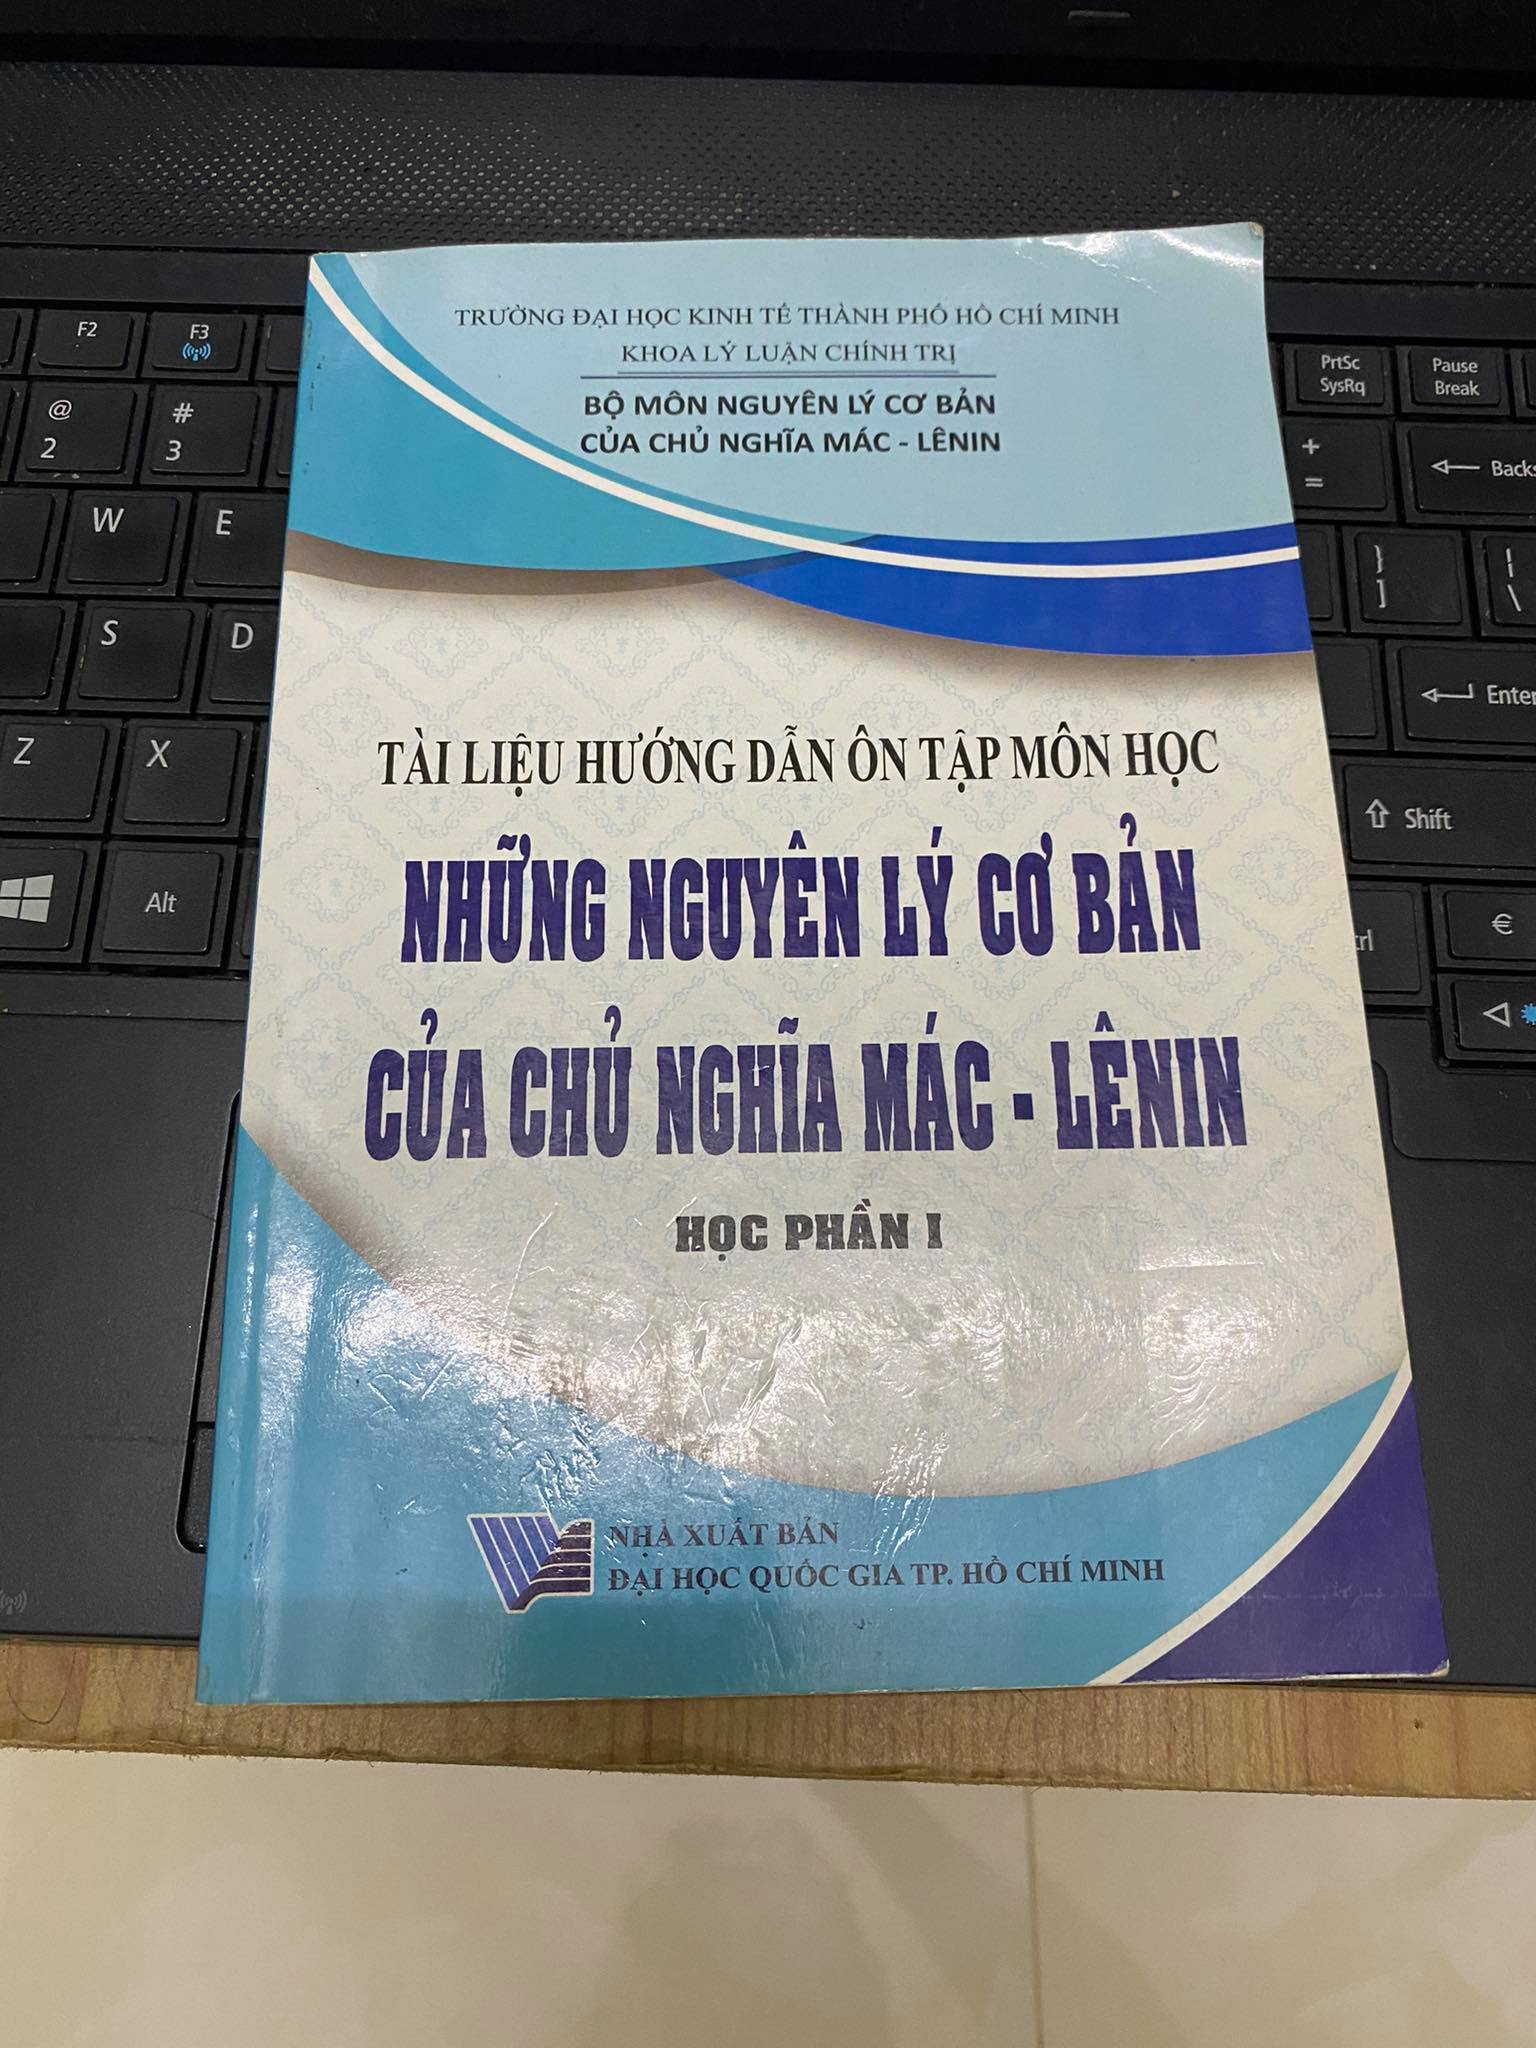 TRƯỜNG ĐẠI HỌC KINH TẾ THÀNH PHỐ HỒ CHÍ MINH
KHOA LÝ LUẬN CHÍNH TRỊ
BỘ MÔN NGUYÊN LÝ CƠ BẢN
CỦA CHỦ NGHĨA MÁC - LÊNIN
TÀI LIỆU HƯỚNG DẪN ÔN TẬP MÔN HỌC
NHỮNG NGUYÊN LÝ CƠ BẢN
CỦA CHỦ NGHĨA MÁC - LÊNIN
HỌC PHẦN I
NHÀ XUẤT BẢN
ĐẠI HỌC QUỐC GIA TP. HỒ CHÍ MINH
F2 F3
@ #
2 3
W E
S D
Z X
Alt
PrtSc
SysRq
Pause
Break
+
=
Backs
}
]
|
\
Enter
Shift
€